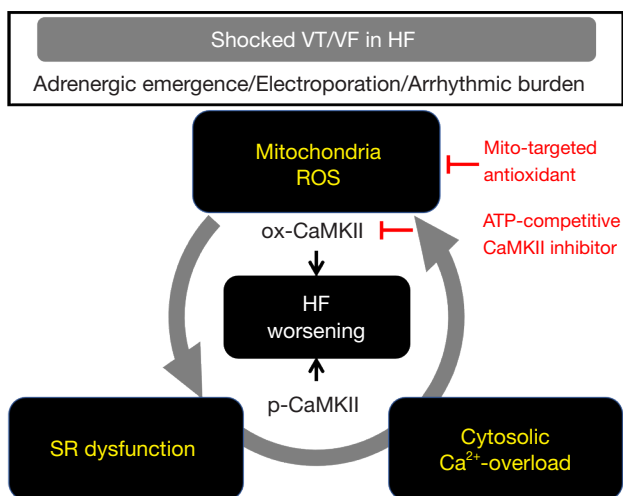 Shocked VT/VF in HF
Adrenergic emergence/Electroporation/Arrhythmic burden
Mitochondria
ROS
Mito-targeted
antioxidant
ox-CaMKII
ATP-competitive
CaMKII inhibitor
HF
worsening
p-CaMKII
SR dysfunction
Cytosolic
Ca²⁺-overload